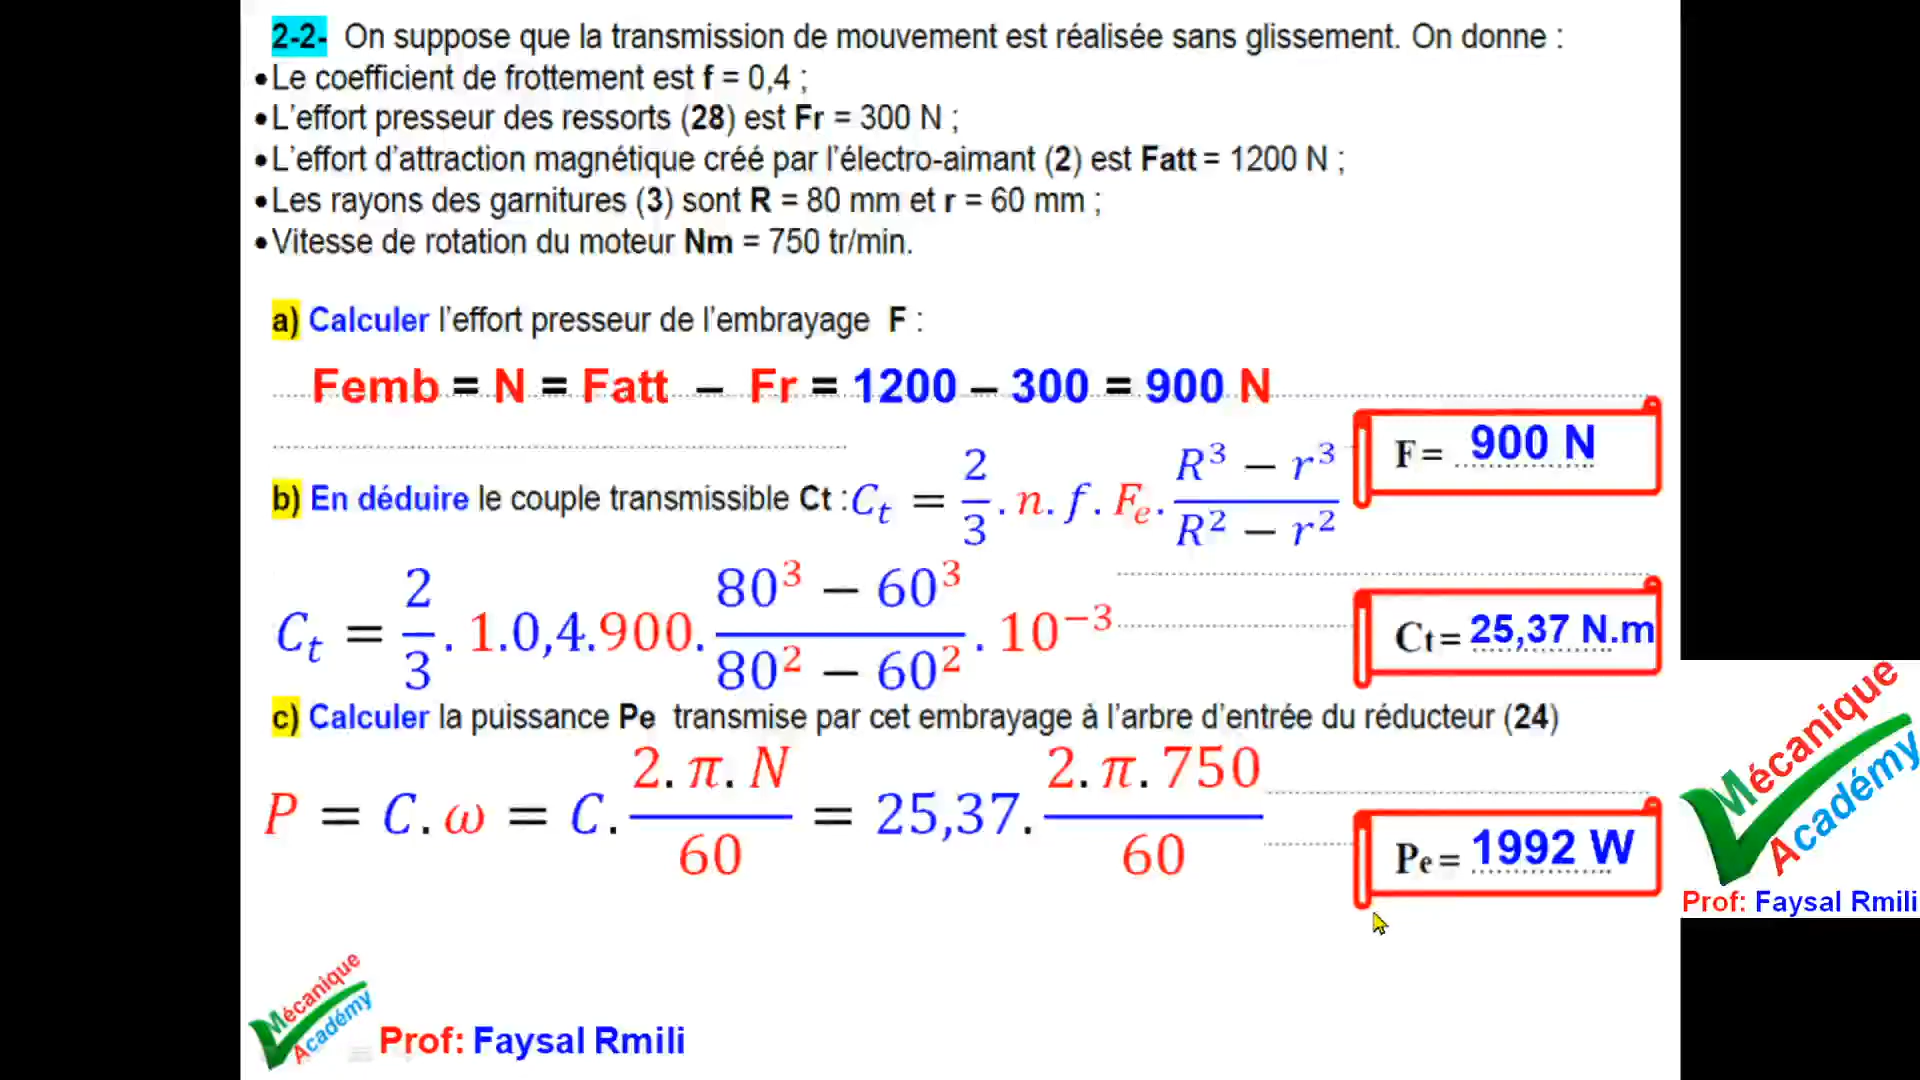 2-2- On suppose que la transmission de mouvement est réalisée sans glissement. On donne :
•Le coefficient de frottement est f = 0,4 ;
•L'effort presseur des ressorts (28) est Fr = 300 N ;
•L'effort d'attraction magnétique créé par l'électro-aimant (2) est Fatt = 1200 N ;
•Les rayons des garnitures (3) sont R = 80 mm et r = 60 mm ;
•Vitesse de rotation du moteur Nm = 750 tr/min.
a) Calculer l'effort presseur de l'embrayage F :
Femb = N = Fatt – Fr = 1200 – 300 = 900 N
F = 900 N
b) En déduire le couple transmissible Ct : C_t = 2/3 . n. f . F_e . (R³ − r³)/(R² − r²)
C_t = 2/3 . 1.0,4.900. (80³ − 60³)/(80² − 60²) . 10⁻³
Ct = 25,37 N.m
c) Calculer la puissance Pe transmise par cet embrayage à l'arbre d'entrée du réducteur (24)
P = C. ω = C. (2. π. N)/60 = 25,37. (2. π. 750)/60
Pe = 1992 W
Mécanique
Académy
Prof: Faysal Rmili
Mécanique
Académy
Prof: Faysal Rmili